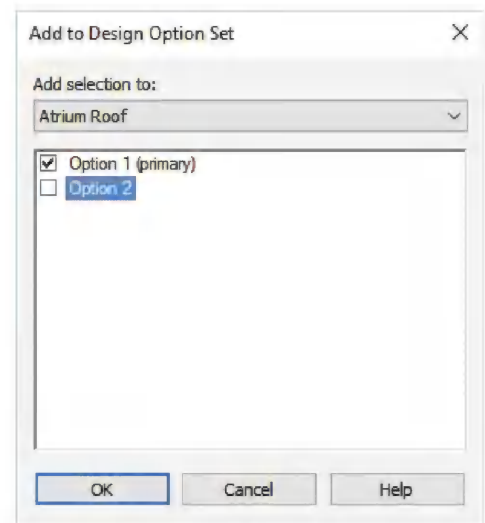 Add to Design Option Set
Add selection to:
Atrium Roof
Option 1 (primary)
Option 2
OK Cancel Help